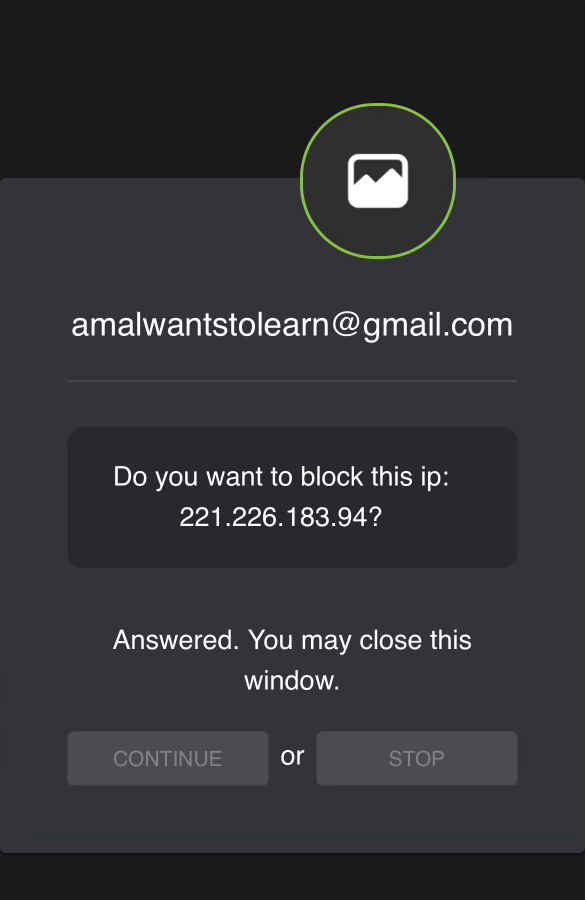 amalwantstolearn@gmail.com
Do you want to block this ip:
221.226.183.94?
Answered. You may close this
window.
CONTINUE or STOP